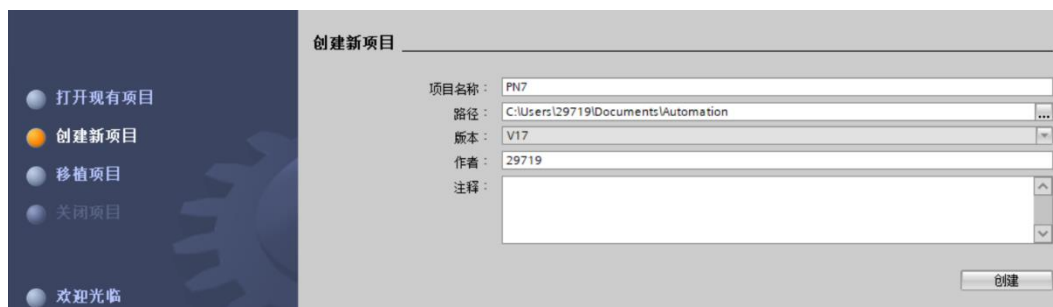 打开现有项目
创建新项目
移植项目
关闭项目
欢迎光临
创建新项目
项目名称： PN7
路径： C:\Users\29719\Documents\Automation ...
版本： V17
作者： 29719
注释：
创建